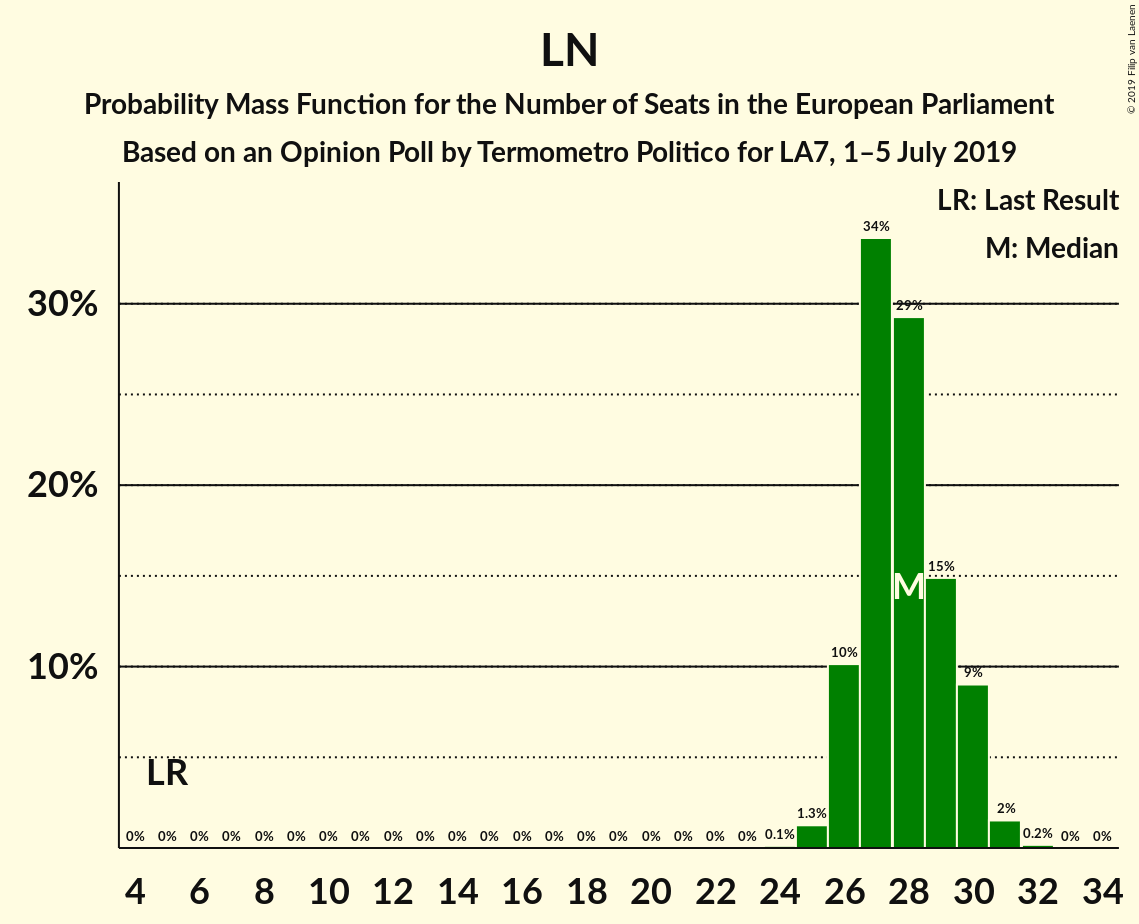 LN
Probability Mass Function for the Number of Seats in the European Parliament
Based on an Opinion Poll by Termometro Politico for LA7, 1–5 July 2019
© 2019 Filip van Laenen
LR: Last Result
M: Median
34%
30%
29%
20%
M
15%
10%
10%
9%
LR
1.3%
2%
0% 0% 0% 0% 0% 0% 0% 0% 0% 0% 0% 0% 0% 0% 0% 0% 0% 0% 0% 0% 0.1% 0.2% 0% 0%
4 6 8 10 12 14 16 18 20 22 24 26 28 30 32 34